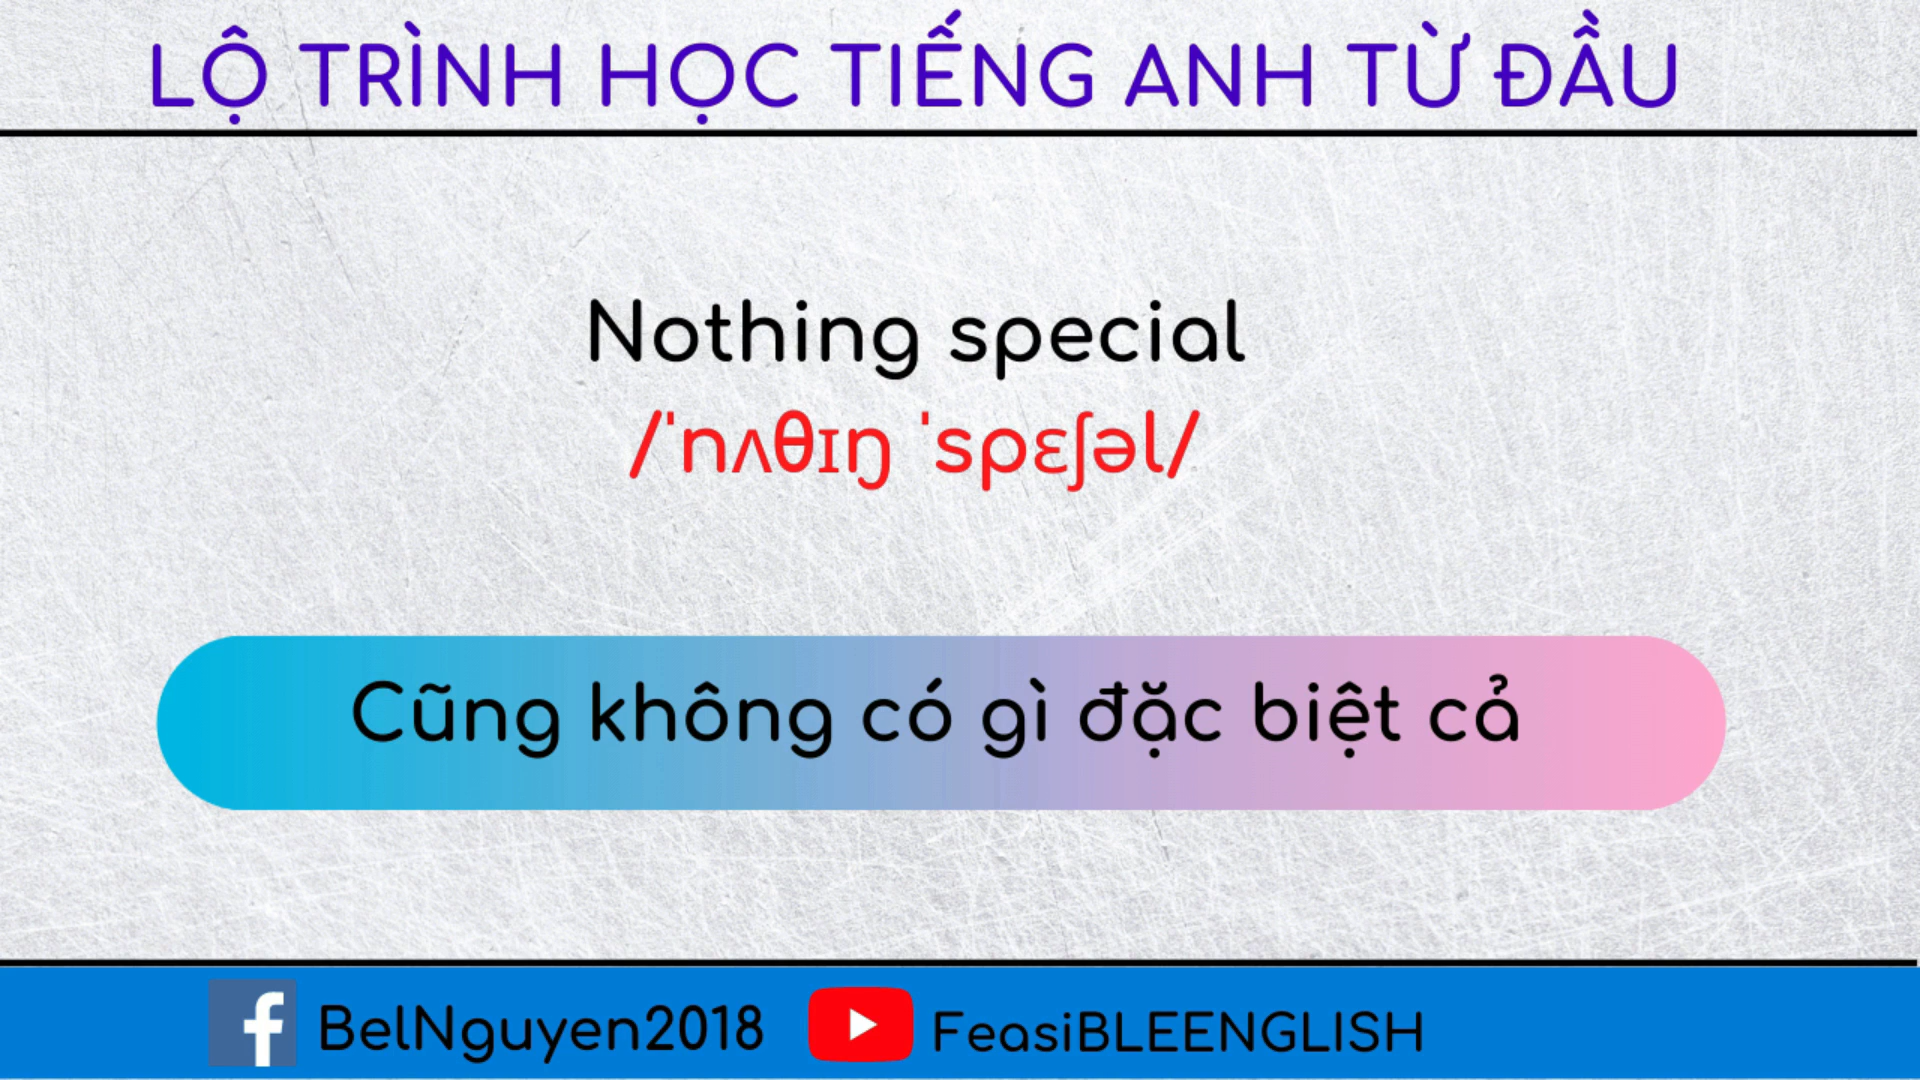 LỘ TRÌNH HỌC TIẾNG ANH TỪ ĐẦU
Nothing special
/ˈnʌθɪŋ ˈspɛʃəl/
Cũng không có gì đặc biệt cả
BelNguyen2018 FeasiBLEENGLISH